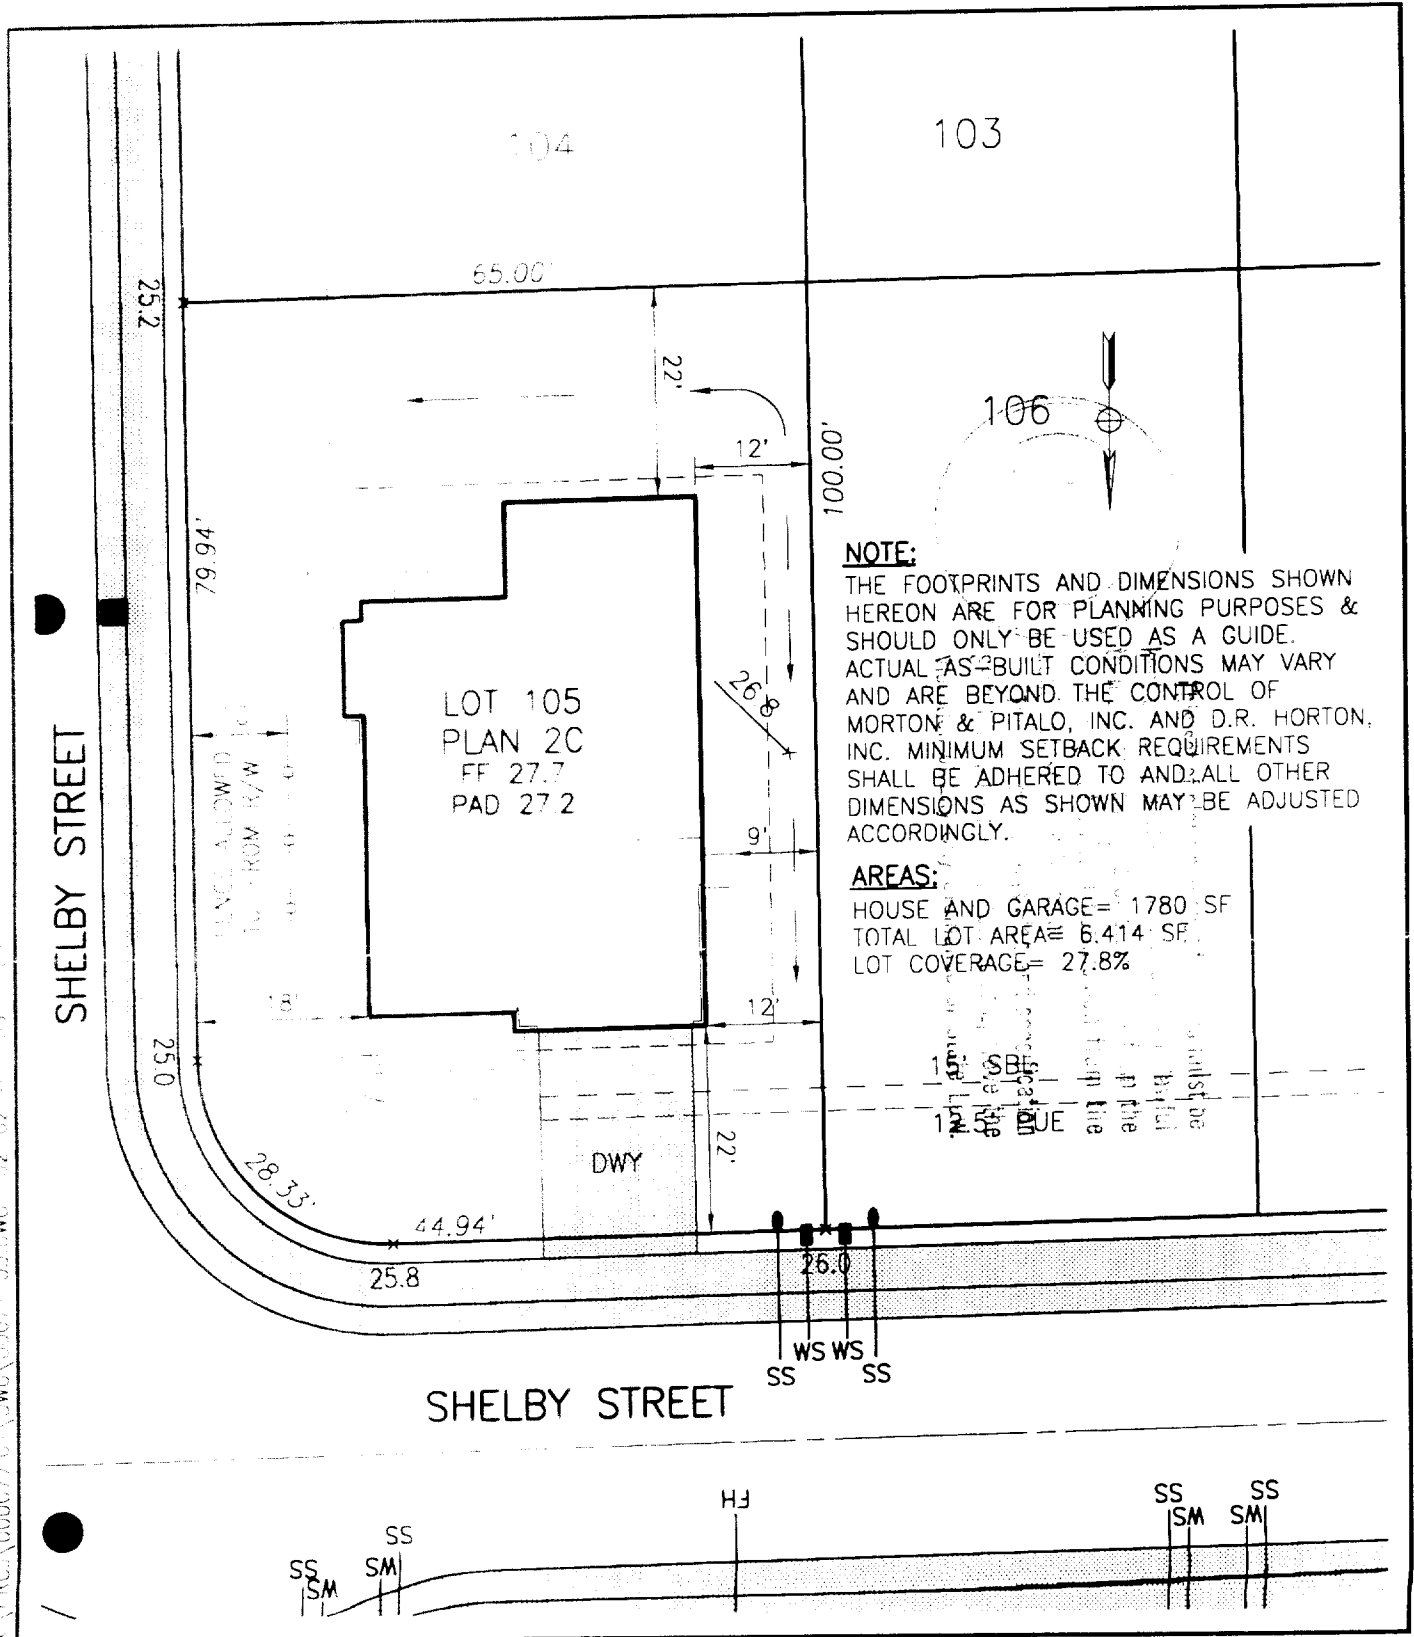 104
103
65.00'
25.2
22'
106
12'
100.00'
79.94'
NOTE:
THE FOOTPRINTS AND DIMENSIONS SHOWN
HEREON ARE FOR PLANNING PURPOSES &
SHOULD ONLY BE USED AS A GUIDE.
ACTUAL AS-BUILT CONDITIONS MAY VARY
AND ARE BEYOND THE CONTROL OF
MORTON & PITALO, INC. AND D.R. HORTON,
INC. MINIMUM SETBACK REQUIREMENTS
SHALL BE ADHERED TO AND ALL OTHER
DIMENSIONS AS SHOWN MAY BE ADJUSTED
ACCORDINGLY.
LOT 105
PLAN 2C
FF 27.7
PAD 27.2
26.8
SHELBY STREET
ALLOWED
FROM R/W
9'
AREAS:
HOUSE AND GARAGE= 1780 SF
TOTAL LOT AREA= 6.414 SF
LOT COVERAGE= 27.8%
18'
12'
25.0
SBL
12.5' PUE
22'
DWY
28.33'
44.94'
25.8
26.0
SS
WS
WS
SS
SHELBY STREET
FH
SS
WS
WS
SS
SS
WS
WS
SS